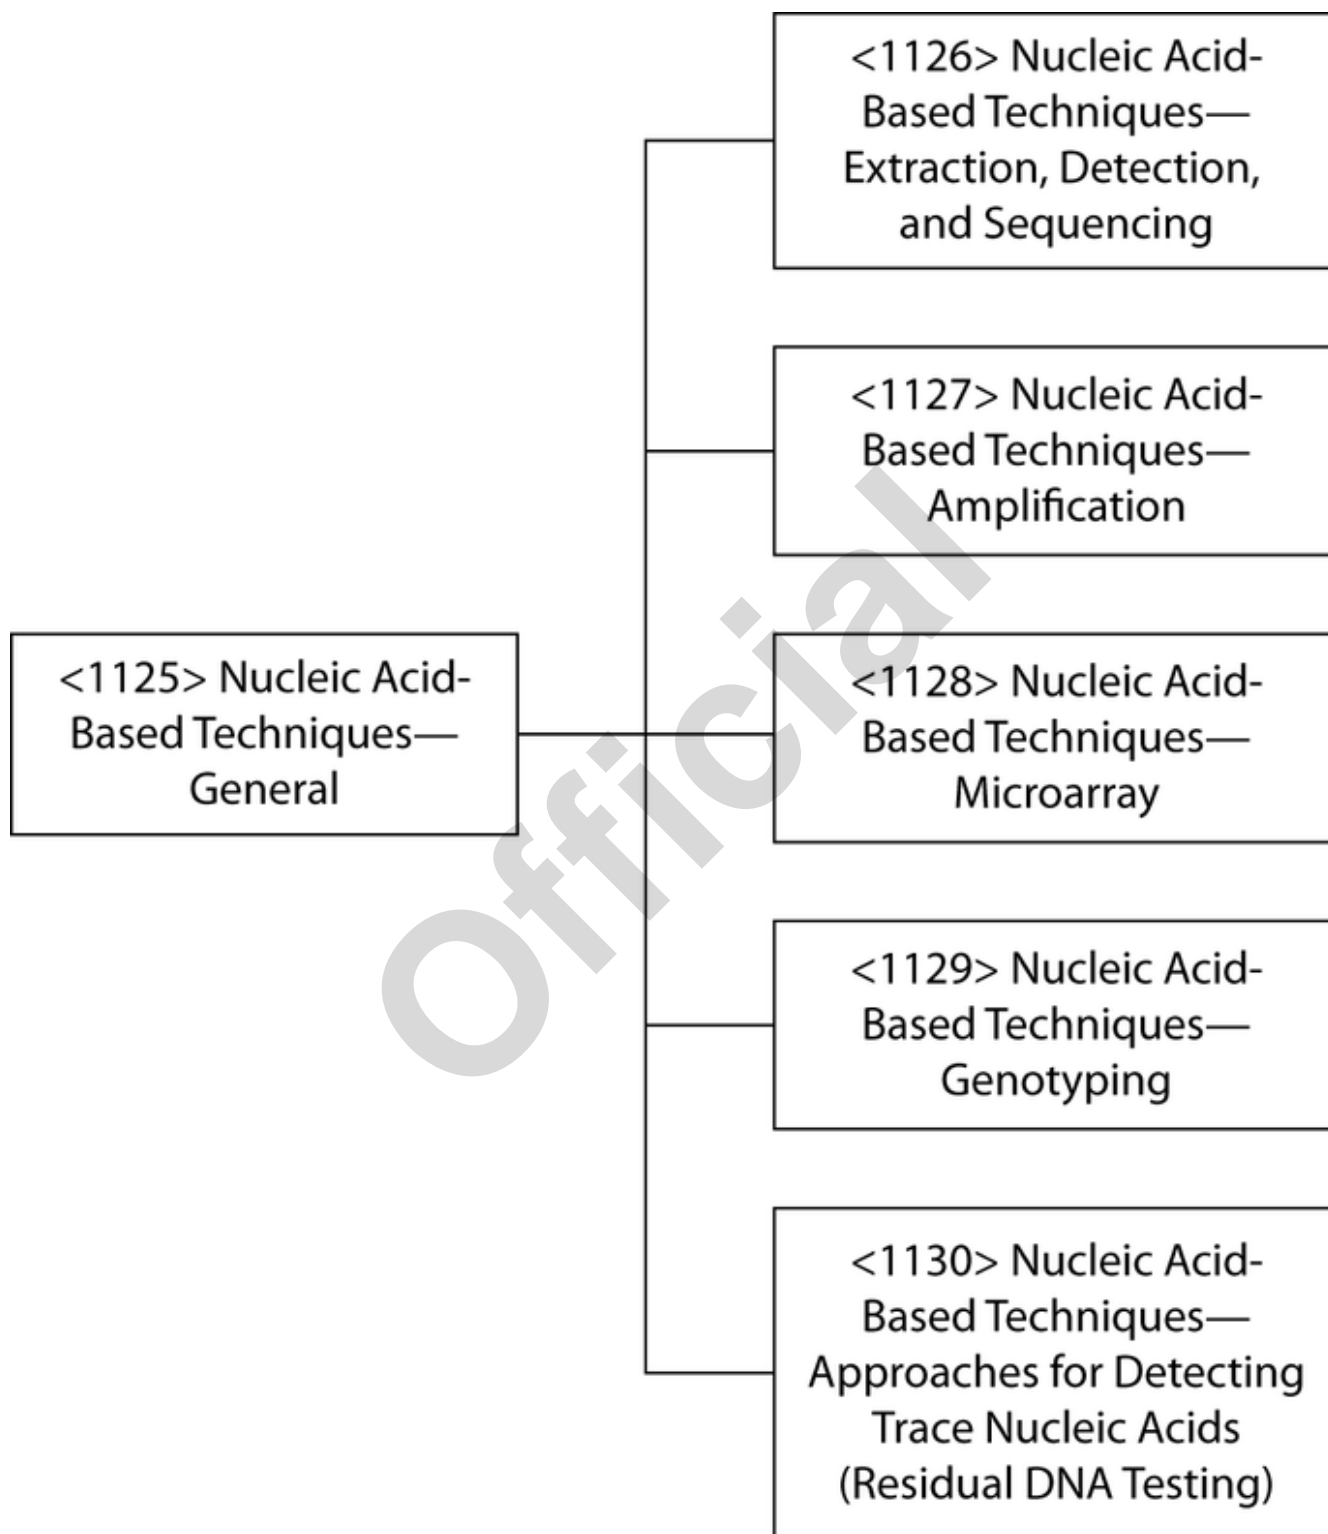 <1126> Nucleic Acid-
Based Techniques—
Extraction, Detection,
and Sequencing
<1127> Nucleic Acid-
Based Techniques—
Amplification
<1125> Nucleic Acid-
Based Techniques—
General
<1128> Nucleic Acid-
Based Techniques—
Microarray
<1129> Nucleic Acid-
Based Techniques—
Genotyping
<1130> Nucleic Acid-
Based Techniques—
Approaches for Detecting
Trace Nucleic Acids
(Residual DNA Testing)
Official